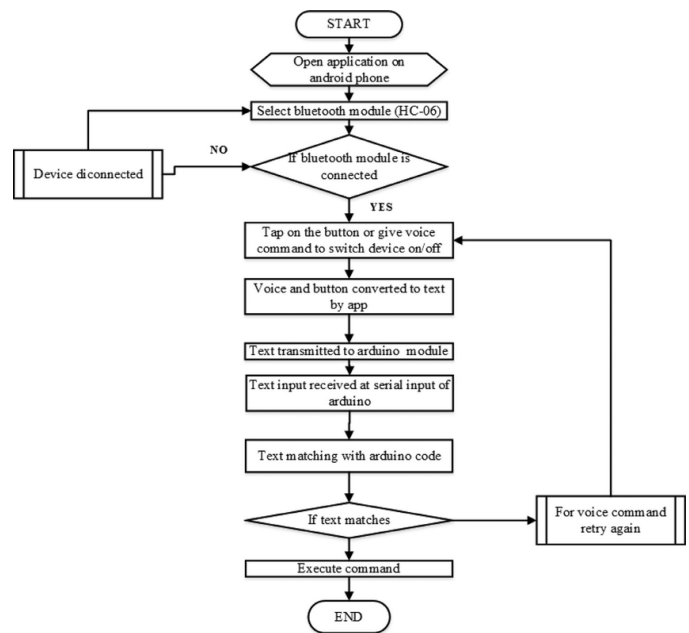 START
Open application on
android phone
Select bluetooth module (HC-06)
NO
Device diconnected
If bluetooth module is
connected
YES
Tap on the button or give voice
command to switch device on/off
Voice and button converted to text
by app
Text transmitted to arduino module
Text input received at serial input of
arduino
Text matching with arduino code
If text matches
For voice command
retry again
Execute command
END